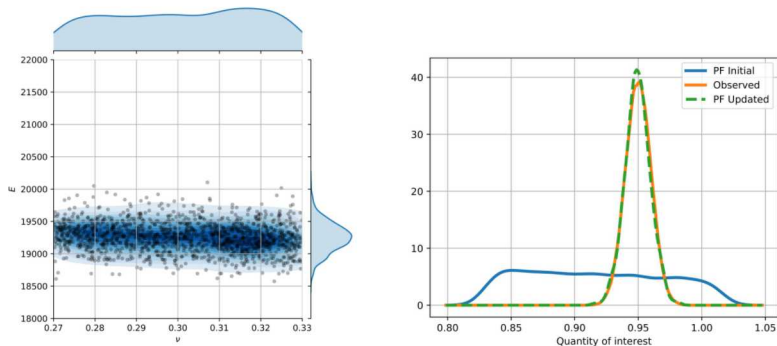 22000
21500
21000
20500
20000
E
19500
19000
18500
18000
0.27 0.28 0.29 0.30 0.31 0.32 0.33
ν
40
30
20
10
0
PF Initial
Observed
PF Updated
0.80 0.85 0.90 0.95 1.00 1.05
Quantity of interest